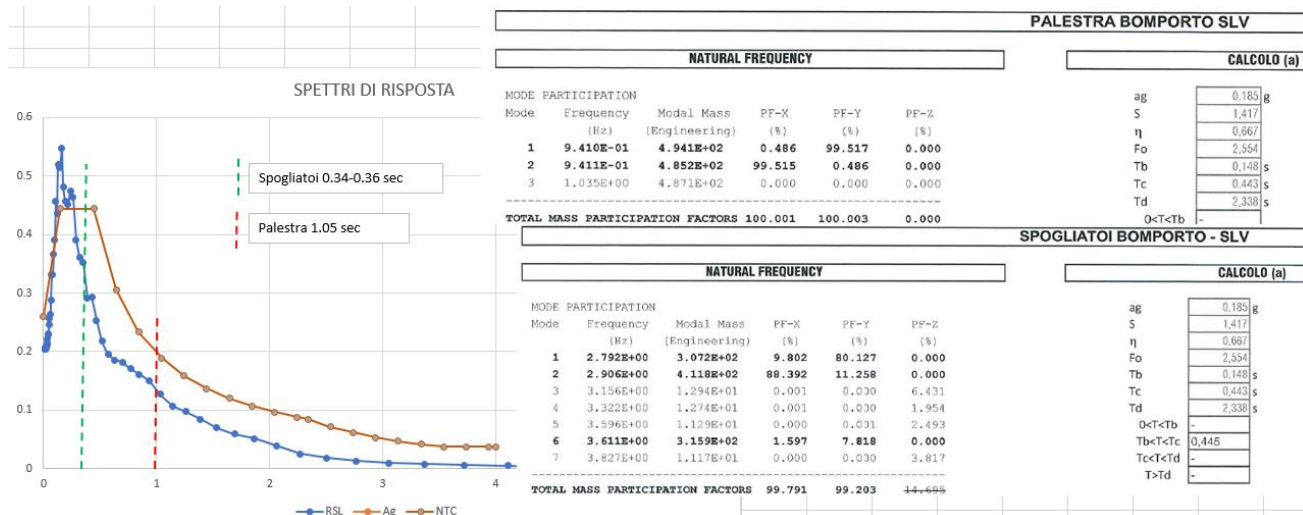 SPETTRI DI RISPOSTA
0.6
0.5
0.4
0.3
0.2
0.1
0
0 1 2 3 4
Spogliatoi 0.34-0.36 sec
Palestra 1.05 sec
RSL Ag NTC
PALESTRA BOMPORTO SLV
NATURAL FREQUENCY
MODE PARTICIPATION
Mode Frequency Modal Mass PF-X PF-Y PF-Z
(Hz) (Engineering) (%) (%) (%)
1 9.410E-01 4.941E+02 0.486 99.517 0.000
2 9.411E-01 4.852E+02 99.515 0.486 0.000
3 1.035E+00 4.871E+02 0.000 0.000 0.000
TOTAL MASS PARTICIPATION FACTORS 100.001 100.003 0.000
CALCOLO (a)
ag 0,185 g
S 1,417
η 0,667
Fo 2,554
Tb 0,148 s
Tc 0,443 s
Td 2,338 s
0<T<Tb -
SPOGLIATOI BOMPORTO - SLV
NATURAL FREQUENCY
MODE PARTICIPATION
Mode Frequency Modal Mass PF-X PF-Y PF-Z
(Hz) (Engineering) (%) (%) (%)
1 2.792E+00 3.072E+02 9.802 80.127 0.000
2 2.906E+00 4.118E+02 88.392 11.258 0.000
3 3.156E+00 1.294E+01 0.001 0.000 6.431
4 3.322E+00 1.274E+01 0.001 0.000 1.954
5 3.596E+00 1.129E+01 0.000 0.001 2.493
6 3.611E+00 3.159E+02 1.597 7.818 0.000
7 3.827E+00 1.117E+01 0.000 0.000 3.817
TOTAL MASS PARTICIPATION FACTORS 99.791 99.203 14.695
CALCOLO (a)
ag 0,185 g
S 1,417
η 0,667
Fo 2,554
Tb 0,148 s
Tc 0,443 s
Td 2,338 s
0<T<Tb -
Tb<T<Tc 0,445
Tc<T<Td -
T>Td -